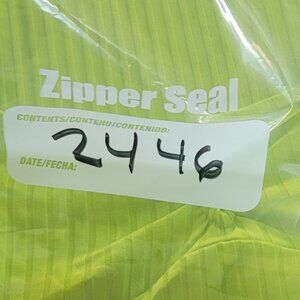 Zipper Seal
CONTENTS/CONTENU/CONTENIDO:
2446
DATE/FECHA: